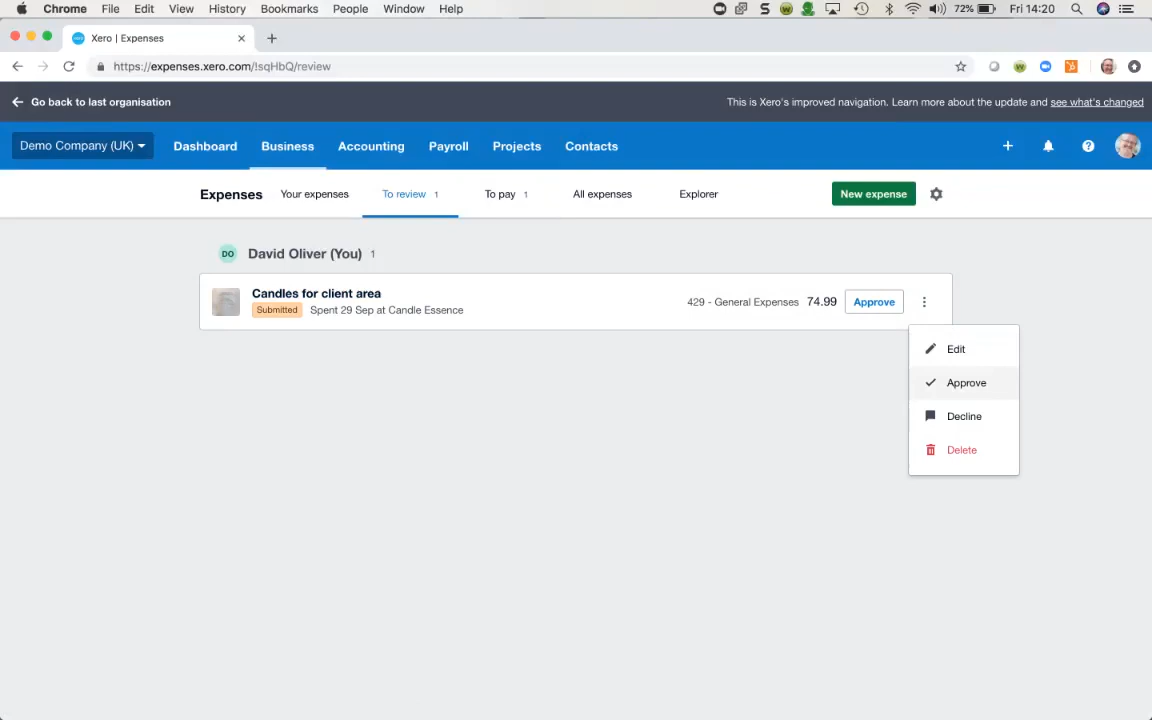 Chrome File Edit View History Bookmarks People Window Help 72% Fri 14:20
Xero | Expenses
https://expenses.xero.com/!sqHbQ/review
Go back to last organisation This is Xero's improved navigation. Learn more about the update and see what's changed
Demo Company (UK) Dashboard Business Accounting Payroll Projects Contacts
Expenses Your expenses To review 1 To pay 1 All expenses Explorer New expense
DO David Oliver (You) 1
Candles for client area
429 - General Expenses 74.99 Approve
Submitted Spent 29 Sep at Candle Essence
Edit
Approve
Decline
Delete